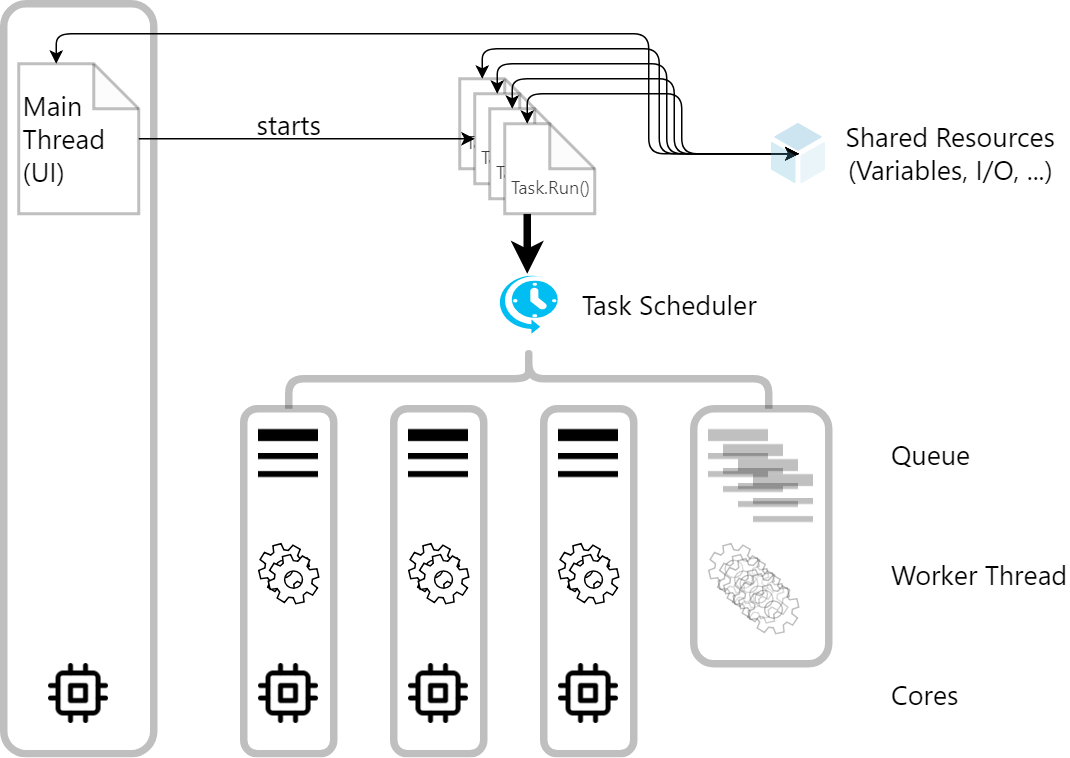 Main
Thread
(UI)
starts
Shared Resources
(Variables, I/O, ...)
T
T
T
Task.Run()
Task Scheduler
Queue
Worker Thread
Cores